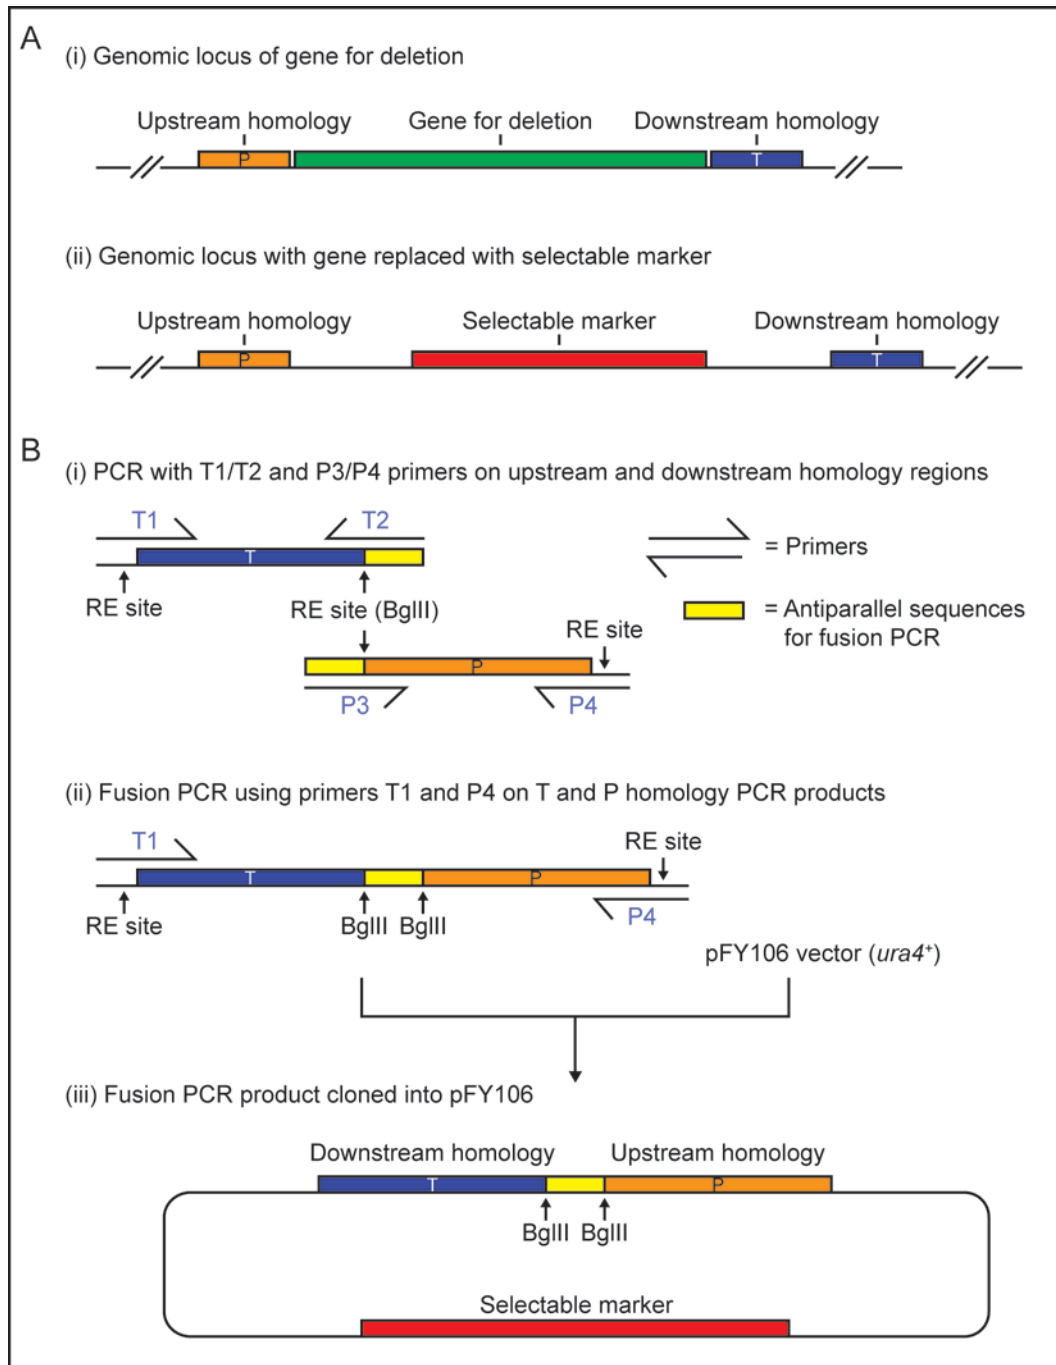 A
(i) Genomic locus of gene for deletion
Upstream homology Gene for deletion Downstream homology
P T
(ii) Genomic locus with gene replaced with selectable marker
Upstream homology Selectable marker Downstream homology
P T
B
(i) PCR with T1/T2 and P3/P4 primers on upstream and downstream homology regions
T1 T2
T
= Primers
RE site RE site (BglII)
= Antiparallel sequences
for fusion PCR
RE site
P
P3 P4
(ii) Fusion PCR using primers T1 and P4 on T and P homology PCR products
T1
RE site
T P
RE site BglII BglII P4
pFY106 vector (ura4⁺)
(iii) Fusion PCR product cloned into pFY106
Downstream homology Upstream homology
T P
BglII BglII
Selectable marker